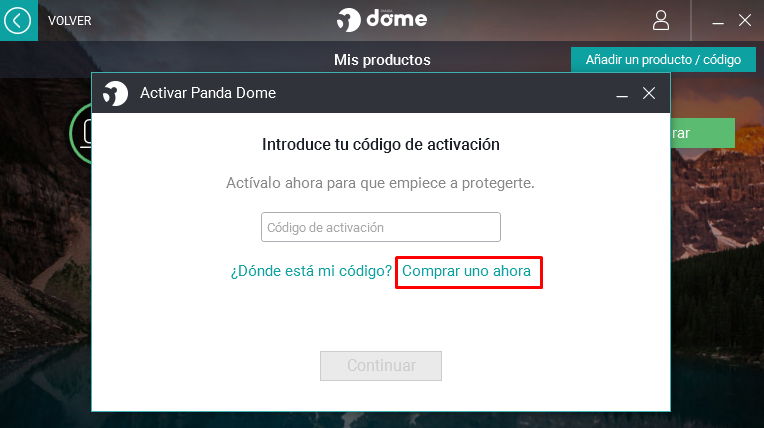 VOLVER
panda
dome
Mis productos
Añadir un producto / código
Activar Panda Dome
rar
Introduce tu código de activación
Actívalo ahora para que empiece a protegerte.
Código de activación
¿Dónde está mi código? Comprar uno ahora
Continuar